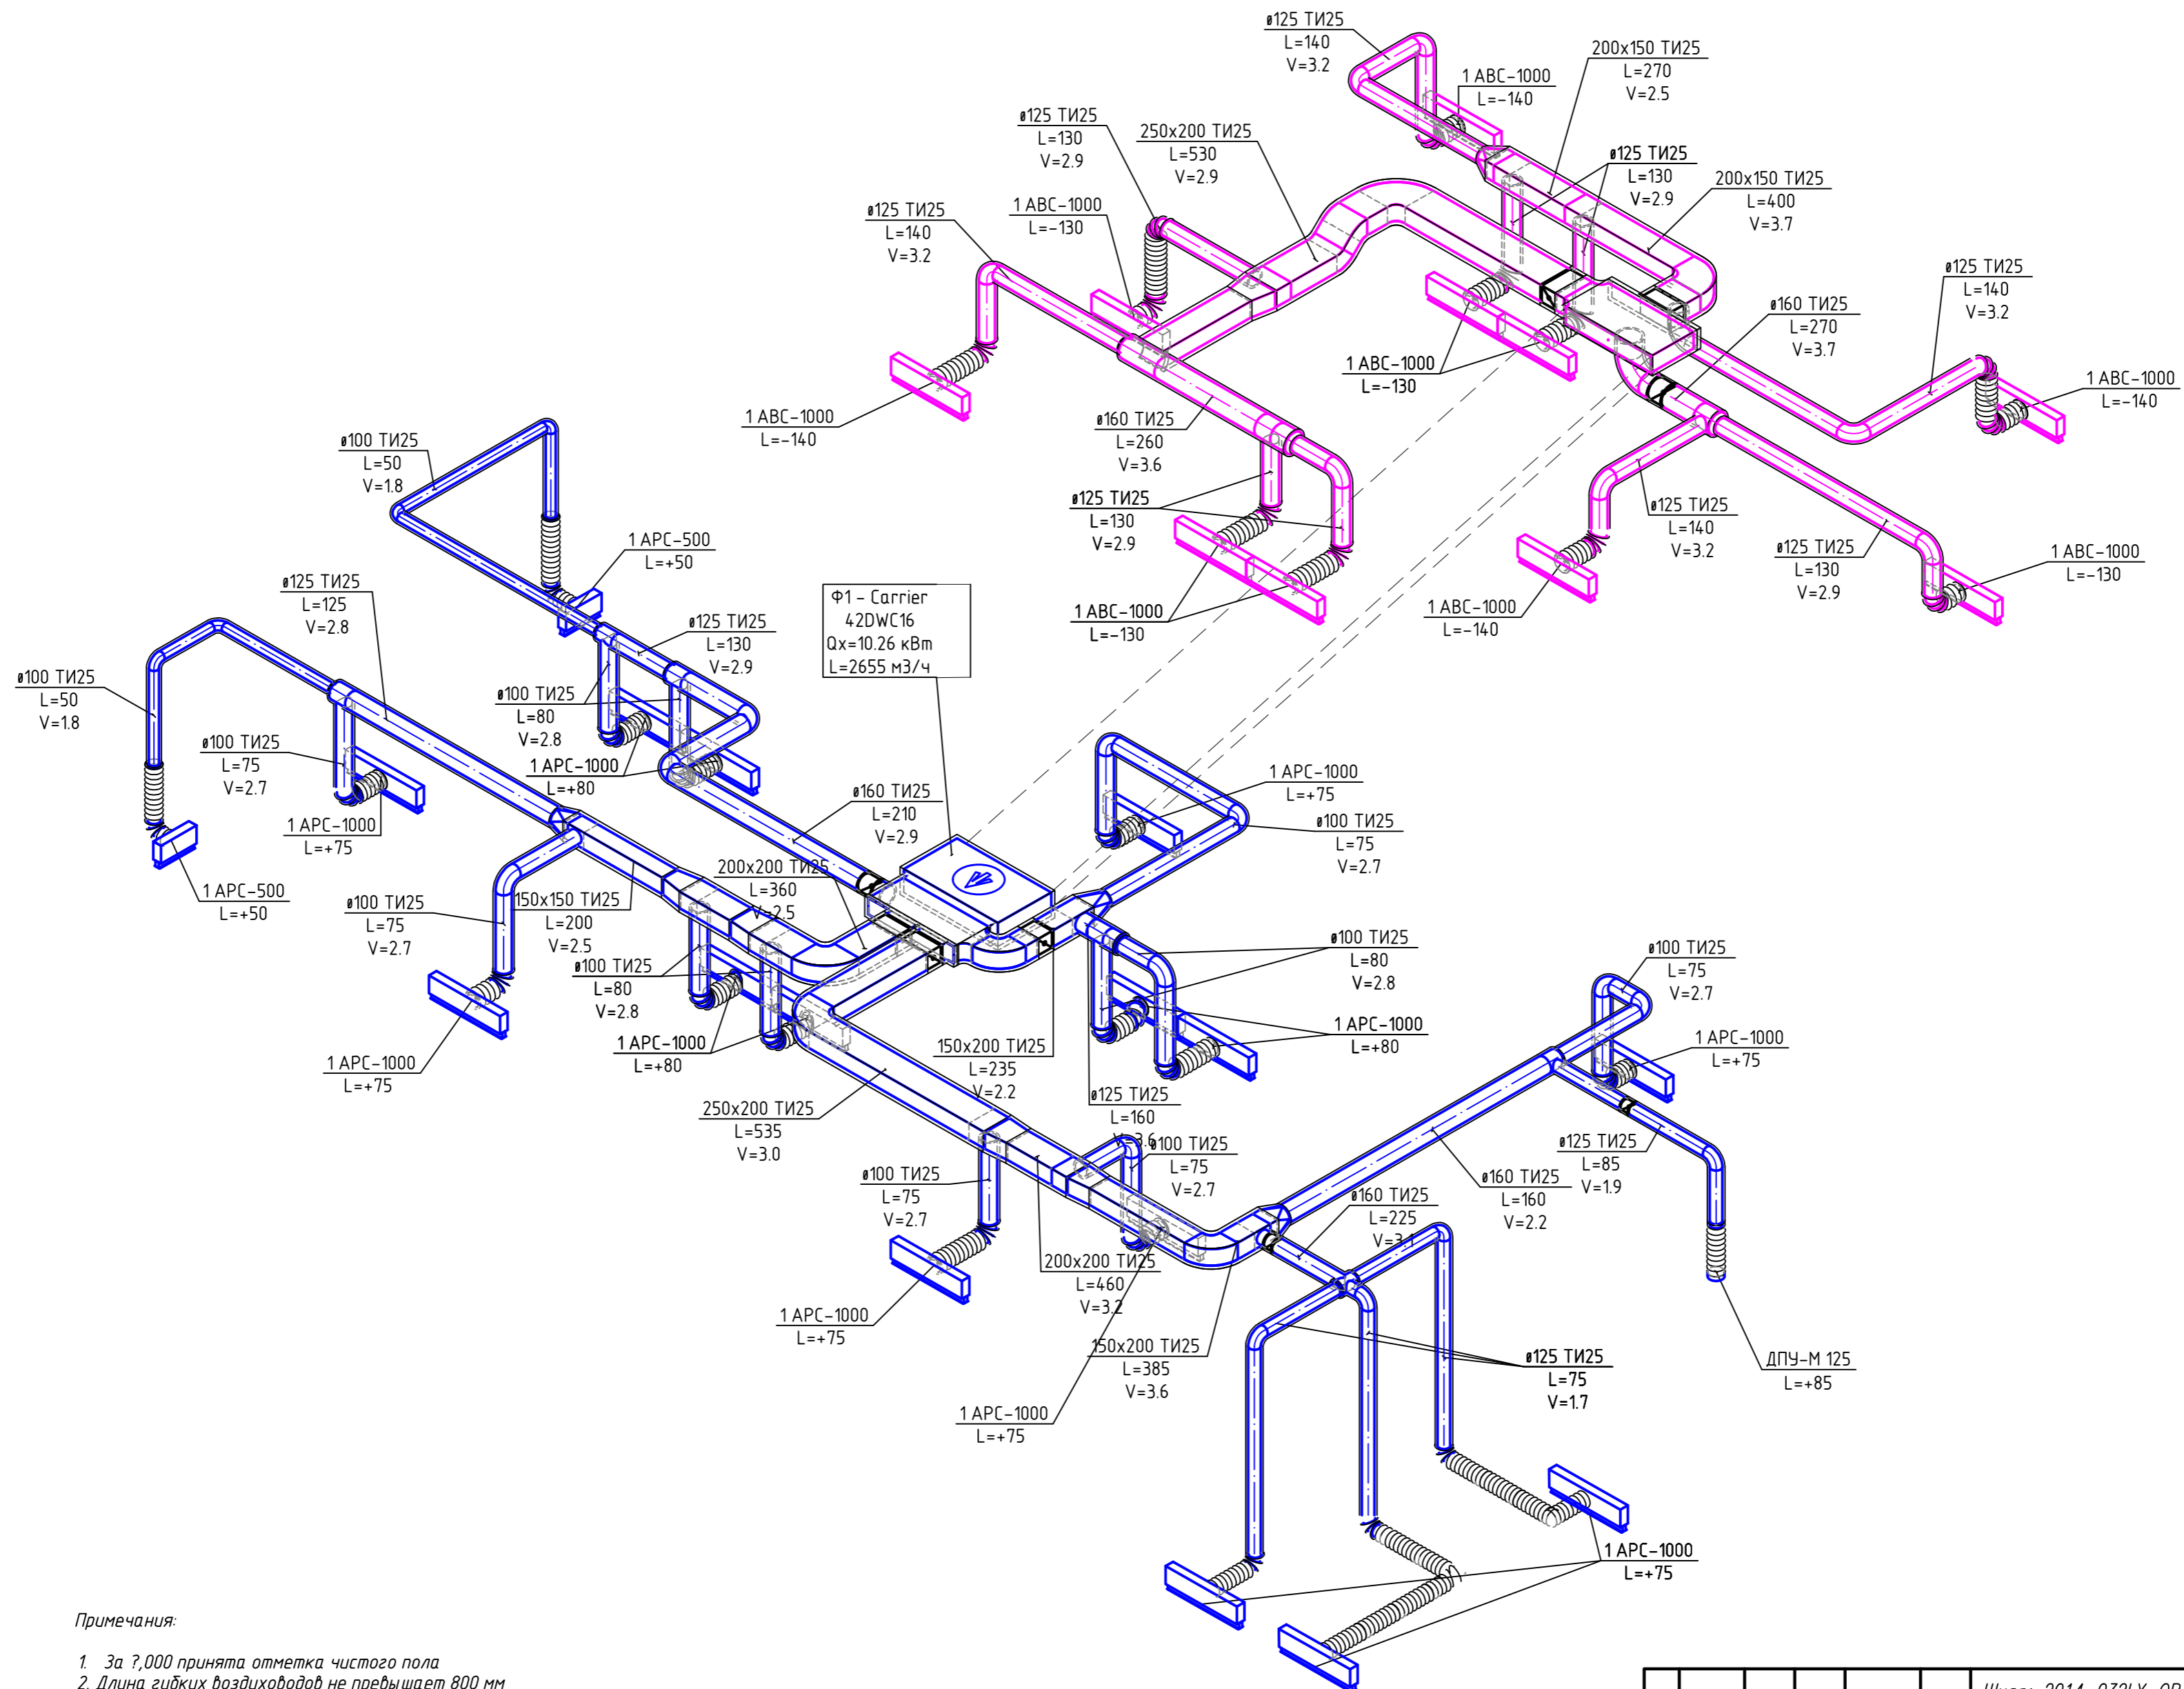 ø125 ТИ25
L=140
V=3.2
200x150 ТИ25
L=270
V=2.5
1 АВС-1000
L=-140
ø125 ТИ25
L=130
V=2.9
250x200 ТИ25
L=530
V=2.9
ø125 ТИ25
L=130
V=2.9
200x150 ТИ25
L=400
V=3.7
1 АВС-1000
L=-130
ø125 ТИ25
L=140
V=3.2
ø125 ТИ25
L=140
V=3.2
ø160 ТИ25
L=270
V=3.7
1 АВС-1000
L=-130
1 АВС-1000
L=-140
1 АВС-1000
L=-140
ø160 ТИ25
L=260
V=3.6
ø100 ТИ25
L=50
V=1.8
ø125 ТИ25
L=130
V=2.9
ø125 ТИ25
L=140
V=3.2
ø125 ТИ25
L=130
V=2.9
1 АВС-1000
L=-130
1 АРС-500
L=+50
ø125 ТИ25
L=125
V=2.8
Ф1 - Carrier
42DWC16
Qх=10.26 кВт
L=2655 м3/ч
1 АВС-1000
L=-130
1 АВС-1000
L=-140
ø125 ТИ25
L=130
V=2.9
ø100 ТИ25
L=50
V=1.8
ø100 ТИ25
L=80
V=2.8
ø100 ТИ25
L=75
V=2.7
1 АРС-1000
L=+80
1 АРС-1000
L=+75
ø160 ТИ25
L=210
V=2.9
1 АРС-1000
L=+75
ø100 ТИ25
L=75
V=2.7
200x200 ТИ25
L=360
V=2.5
1 АРС-500
L=+50
150x150 ТИ25
L=200
V=2.5
ø100 ТИ25
L=75
V=2.7
ø100 ТИ25
L=80
V=2.8
ø100 ТИ25
L=80
V=2.8
ø100 ТИ25
L=75
V=2.7
1 АРС-1000
L=+75
1 АРС-1000
L=+80
150x200 ТИ25
L=235
V=2.2
1 АРС-1000
L=+80
1 АРС-1000
L=+75
250x200 ТИ25
L=535
V=3.0
ø125 ТИ25
L=160
V=3.6
ø100 ТИ25
L=75
V=2.7
ø125 ТИ25
L=85
V=1.9
ø100 ТИ25
L=75
V=2.7
ø160 ТИ25
L=160
V=2.2
ø160 ТИ25
L=225
V=3.1
200x200 ТИ25
L=460
V=3.2
1 АРС-1000
L=+75
150x200 ТИ25
L=385
V=3.6
ø125 ТИ25
L=75
V=1.7
ДПУ-М 125
L=+85
1 АРС-1000
L=+75
1 АРС-1000
L=+75
Примечания:
1. За ?,000 принята отметка чистого пола
2. Длина гибких воздиховодов не превышает 800 мм